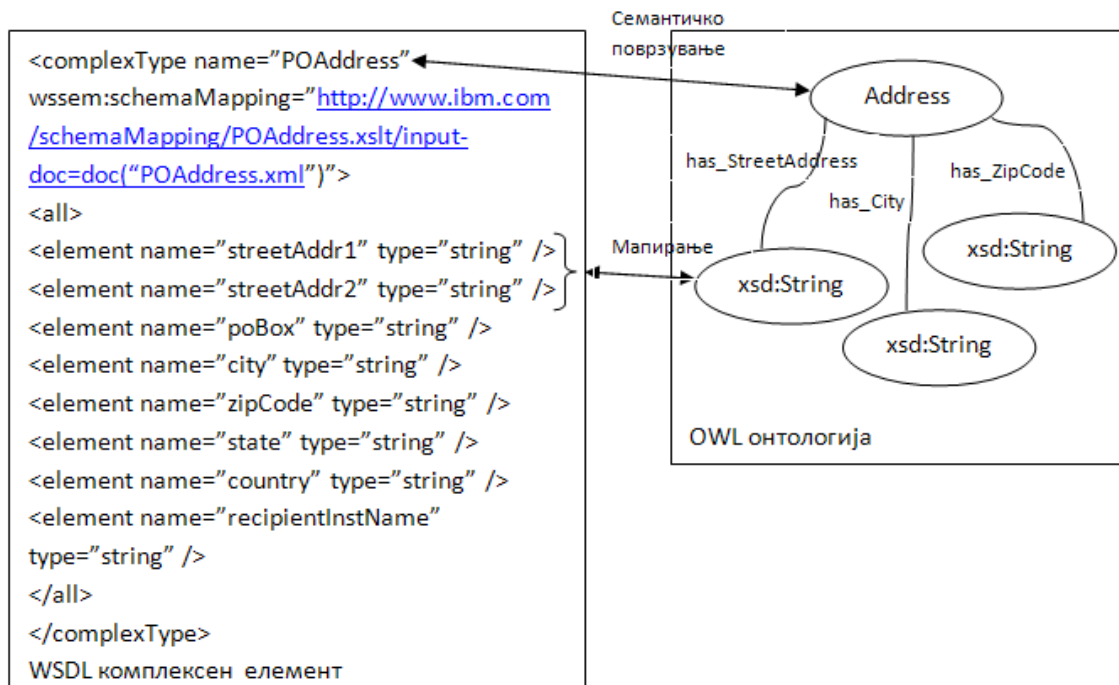 <complexType name=”POAddress”
wssem:schemaMapping=”http://www.ibm.com
/schemaMapping/POAddress.xslt/input-
doc=doc(“POAddress.xml”)”>
<all>
<element name=”streetAddr1” type=”string” />
<element name=”streetAddr2” type=”string” />
<element name=”poBox” type=”string” />
<element name=”city” type=”string” />
<element name=”zipCode” type=”string” />
<element name=”state” type=”string” />
<element name=”country” type=”string” />
<element name=”recipientInstName”
type=”string” />
</all>
</complexType>
WSDL комплексен елемент
Семантичко
поврзување
Мапирање
Address
has_StreetAddress
has_City
has_ZipCode
xsd:String
xsd:String
xsd:String
OWL онтологија